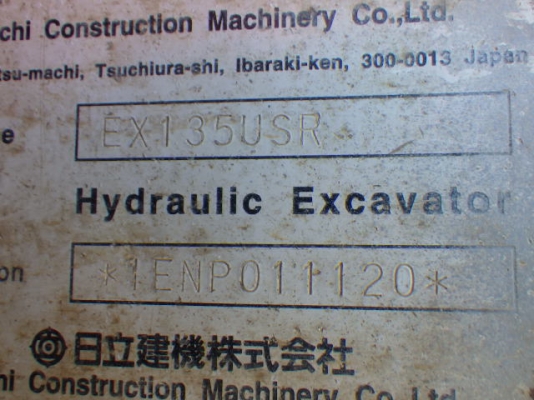 chi Construction Machinery Co.,Ltd.
tsu-machi, Tsuchiura-shi, Ibaraki-ken, 300-0013 Japan
e
EX135USR
Hydraulic Excavator
on
*1ENP011120*
日立建機株式会社
hi Construction Machinery Co.,Ltd.